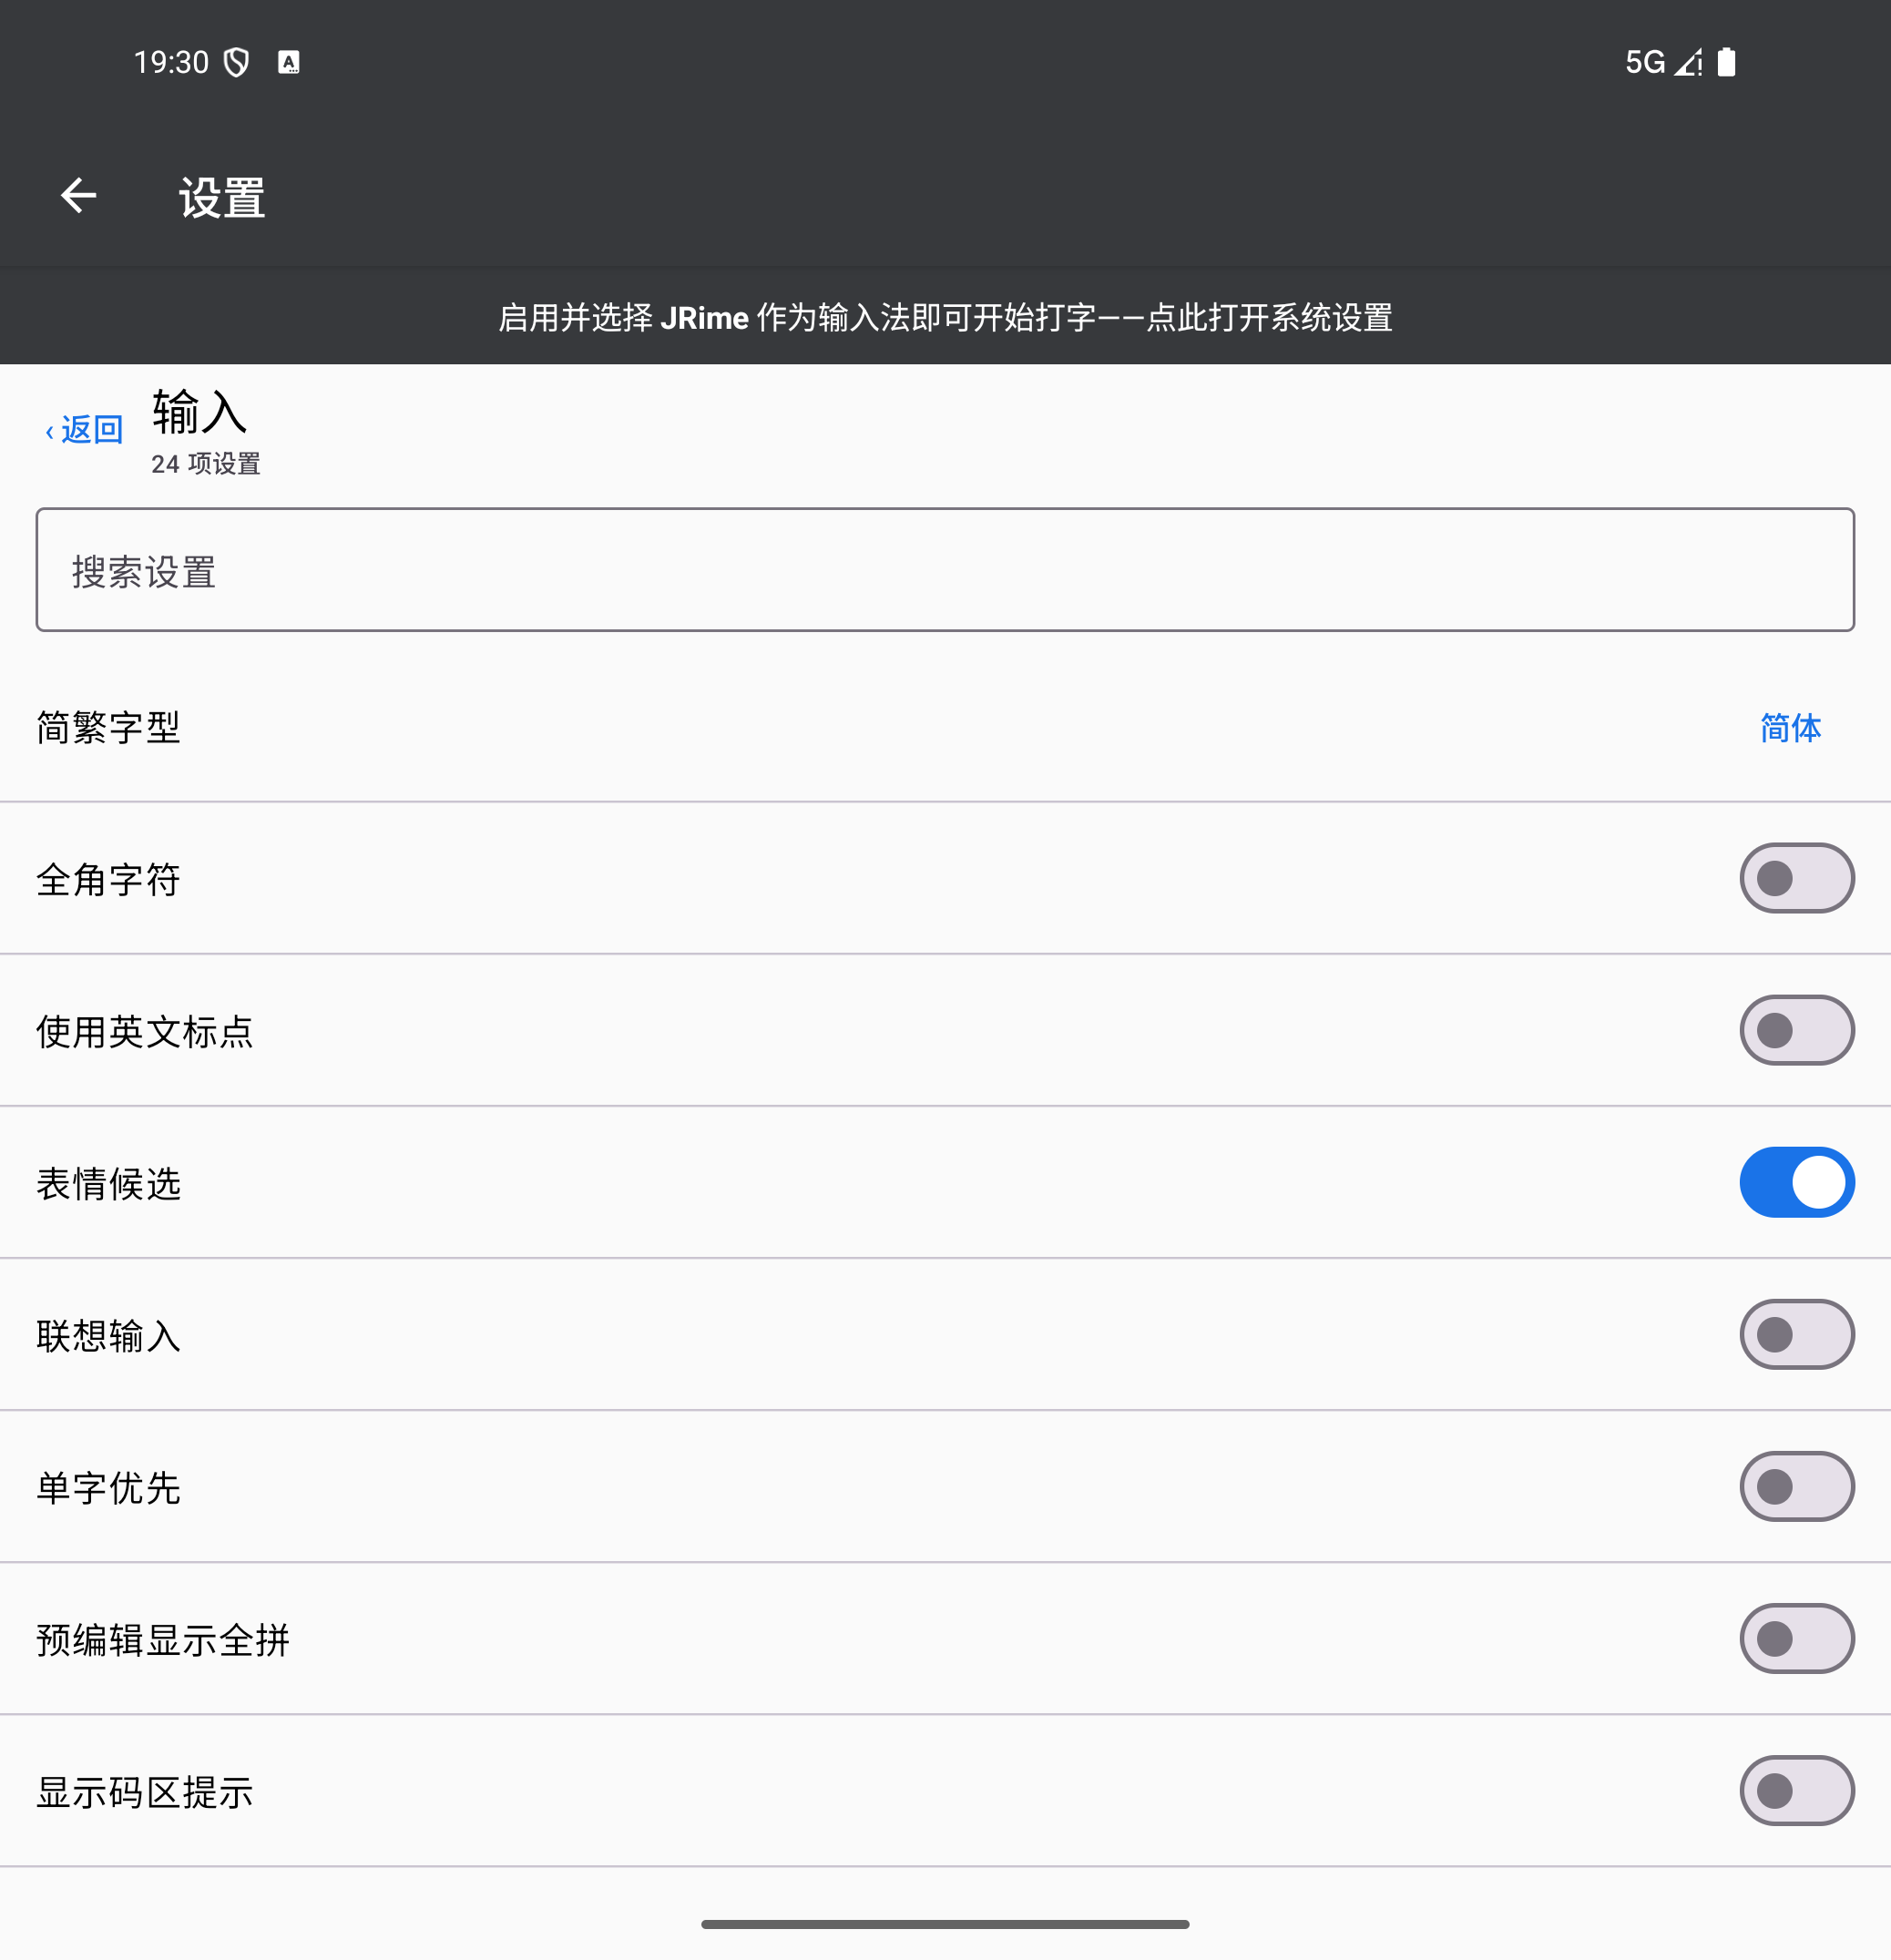 19:30
5G
设置
启用并选择 JRime 作为输入法即可开始打字——点此打开系统设置
‹ 返回
输入
24 项设置
搜索设置
简繁字型
简体
全角字符
使用英文标点
表情候选
联想输入
单字优先
预编辑显示全拼
显示码区提示